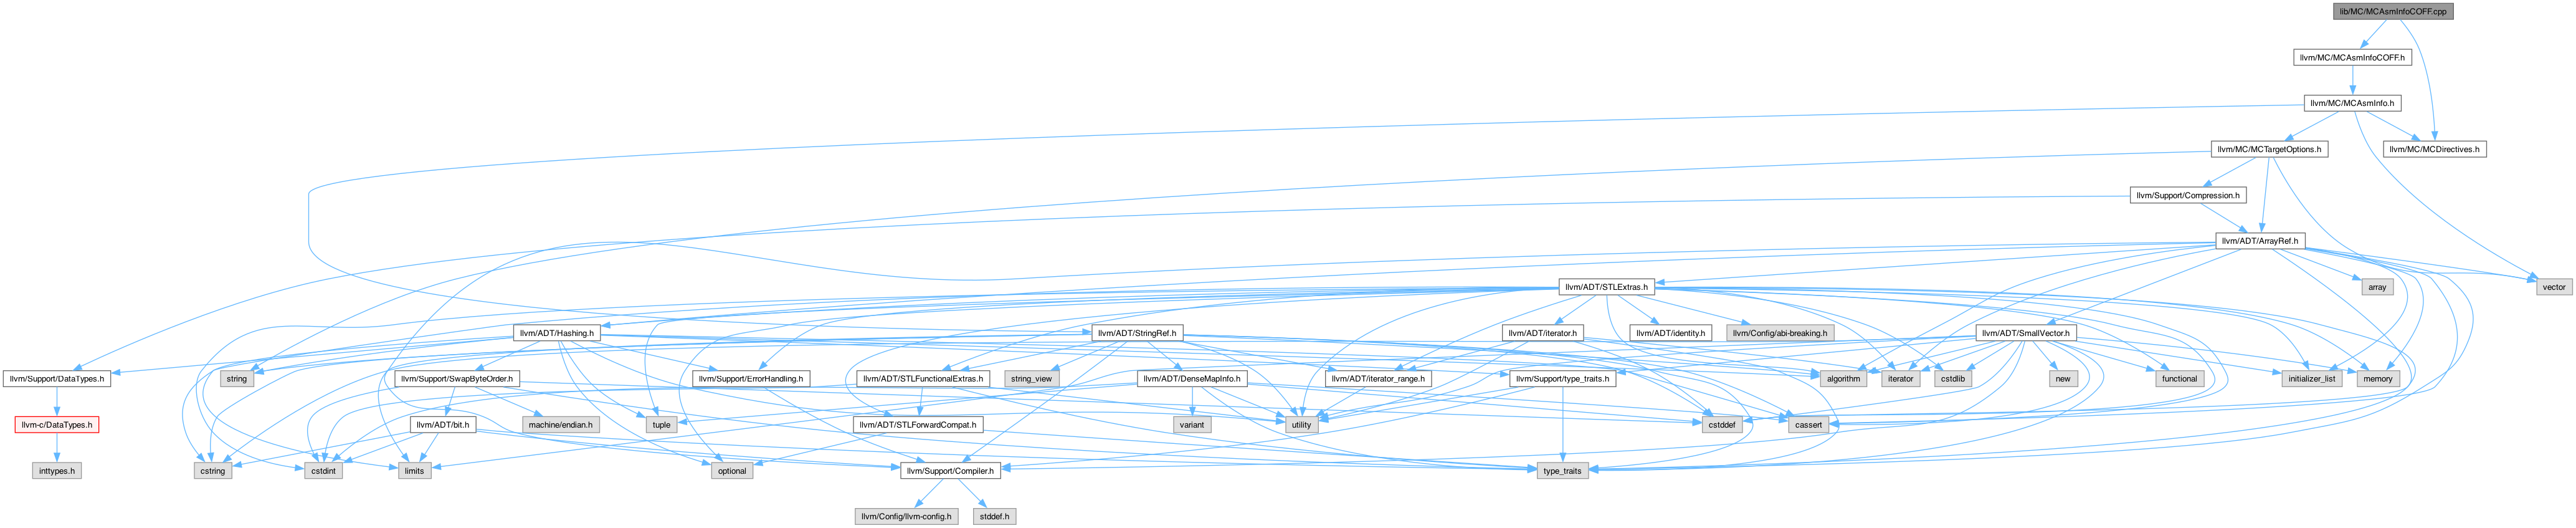 lib/MC/MCAsmInfoCOFF.cpp
llvm/MC/MCAsmInfoCOFF.h
llvm/MC/MCAsmInfo.h
llvm/MC/MCTargetOptions.h
llvm/MC/MCDirectives.h
llvm/Support/Compression.h
llvm/ADT/ArrayRef.h
llvm/ADT/STLExtras.h
array
vector
llvm/ADT/Hashing.h
llvm/ADT/StringRef.h
llvm/ADT/iterator.h
llvm/ADT/identity.h
llvm/Config/abi-breaking.h
llvm/ADT/SmallVector.h
llvm/Support/DataTypes.h
string
llvm/Support/SwapByteOrder.h
llvm/Support/ErrorHandling.h
llvm/ADT/STLFunctionalExtras.h
string_view
llvm/ADT/DenseMapInfo.h
llvm/ADT/iterator_range.h
llvm/Support/type_traits.h
algorithm
iterator
cstdlib
new
functional
initializer_list
memory
llvm-c/DataTypes.h
llvm/ADT/bit.h
machine/endian.h
tuple
llvm/ADT/STLForwardCompat.h
variant
utility
cstddef
cassert
inttypes.h
cstring
cstdint
limits
optional
llvm/Support/Compiler.h
type_traits
llvm/Config/llvm-config.h
stddef.h